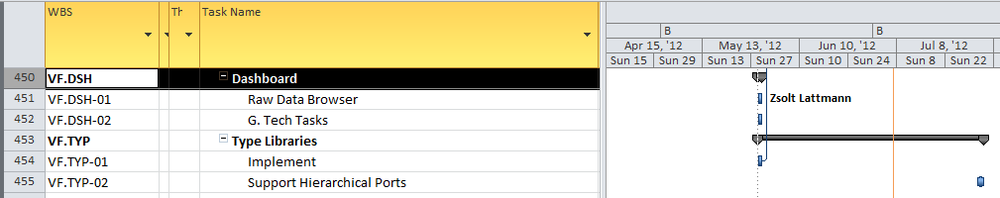 WBS Th Task Name
B B
Apr 15, '12 May 13, '12 Jun 10, '12 Jul 8, '12
Sun 15 Sun 29 Sun 13 Sun 27 Sun 10 Sun 24 Sun 8 Sun 22
450 VF.DSH Dashboard
451 VF.DSH-01 Raw Data Browser Zsolt Lattmann
452 VF.DSH-02 G. Tech Tasks
453 VF.TYP Type Libraries
454 VF.TYP-01 Implement
455 VF.TYP-02 Support Hierarchical Ports